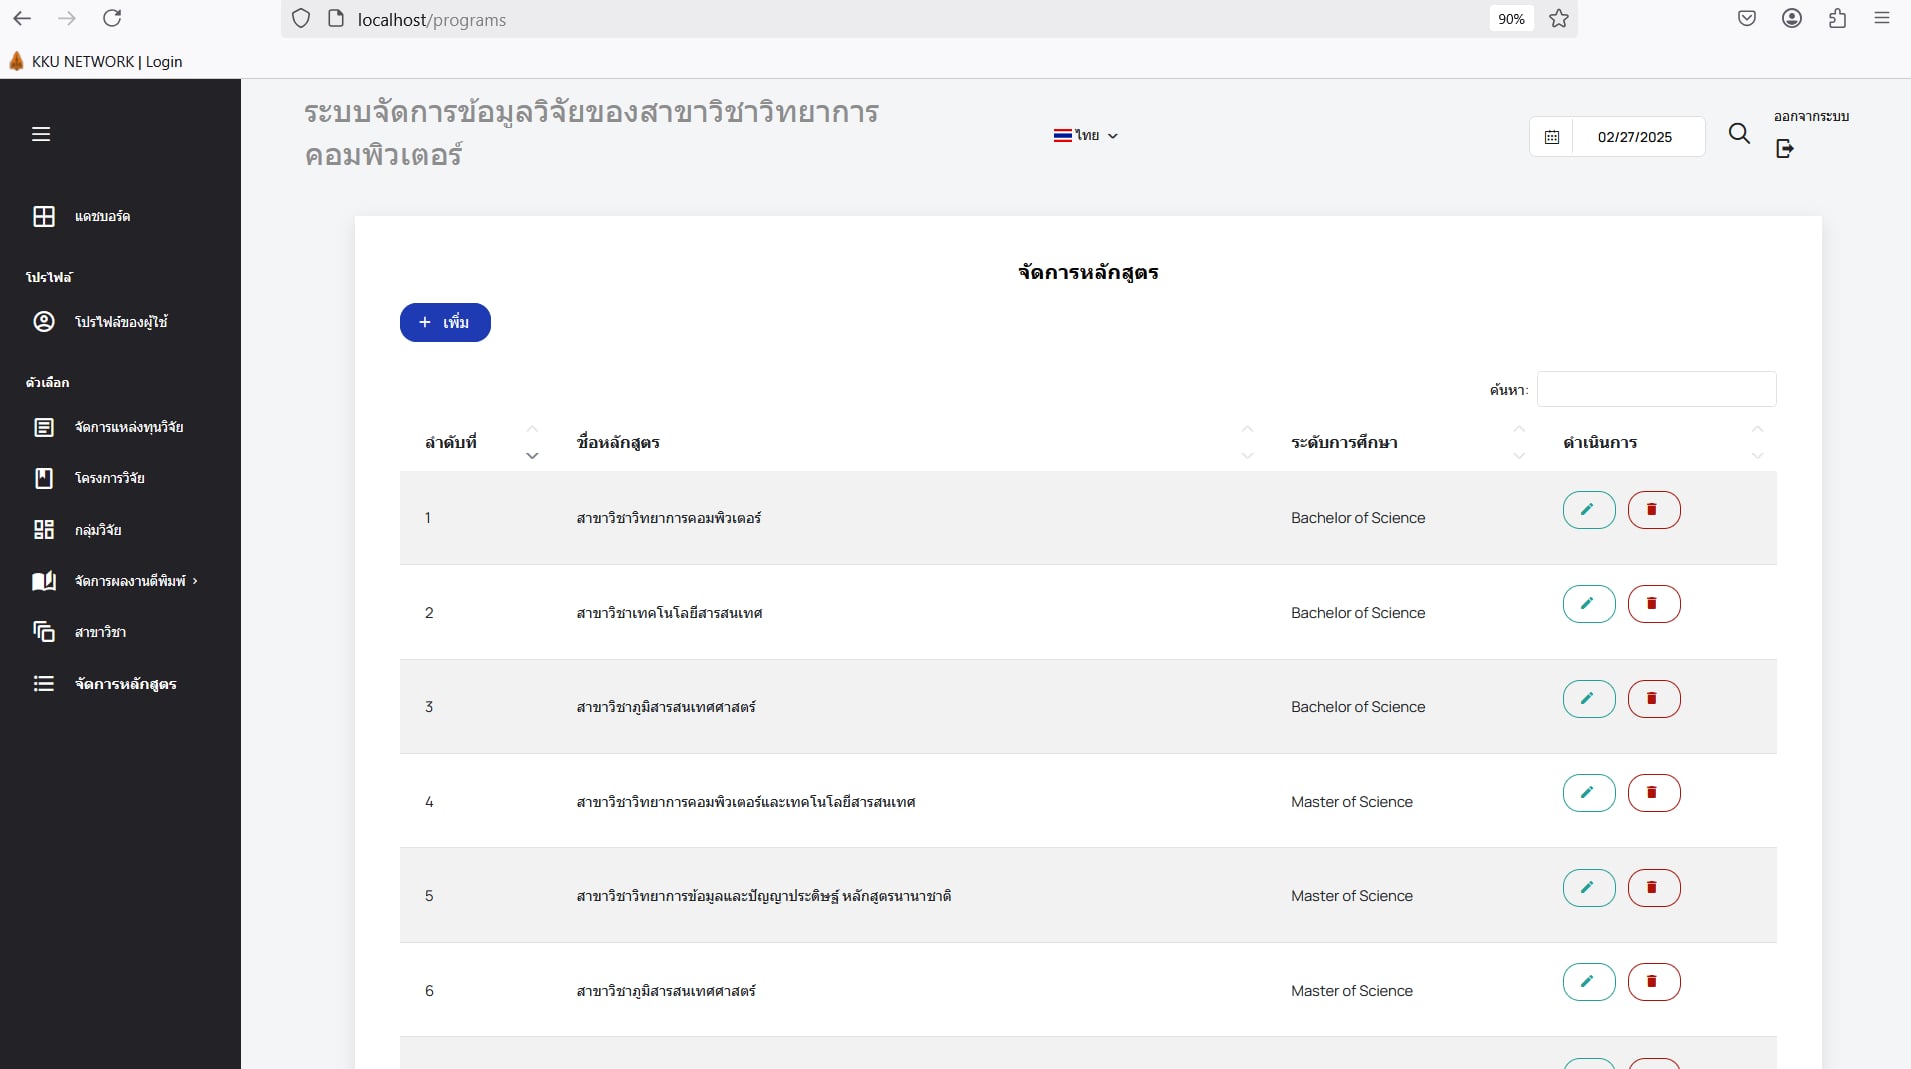 localhost/programs
90%
KKU NETWORK | Login
ระบบจัดการข้อมูลวิจัยของสาขาวิชาวิทยาการ
คอมพิวเตอร์
ไทย
02/27/2025
ออกจากระบบ
แดชบอร์ด
โปรไฟล์
โปรไฟล์ของผู้ใช้
ตัวเลือก
จัดการแหล่งทุนวิจัย
โครงการวิจัย
กลุ่มวิจัย
จัดการผลงานตีพิมพ์
สาขาวิชา
จัดการหลักสูตร
จัดการหลักสูตร
+ เพิ่ม
ค้นหา:
ลำดับที่ ชื่อหลักสูตร ระดับการศึกษา ดำเนินการ
1 สาขาวิชาวิทยาการคอมพิวเตอร์ Bachelor of Science
2 สาขาวิชาเทคโนโลยีสารสนเทศ Bachelor of Science
3 สาขาวิชาภูมิสารสนเทศศาสตร์ Bachelor of Science
4 สาขาวิชาวิทยาการคอมพิวเตอร์และเทคโนโลยีสารสนเทศ Master of Science
5 สาขาวิชาวิทยาการข้อมูลและปัญญาประดิษฐ์ หลักสูตรนานาชาติ Master of Science
6 สาขาวิชาภูมิสารสนเทศศาสตร์ Master of Science